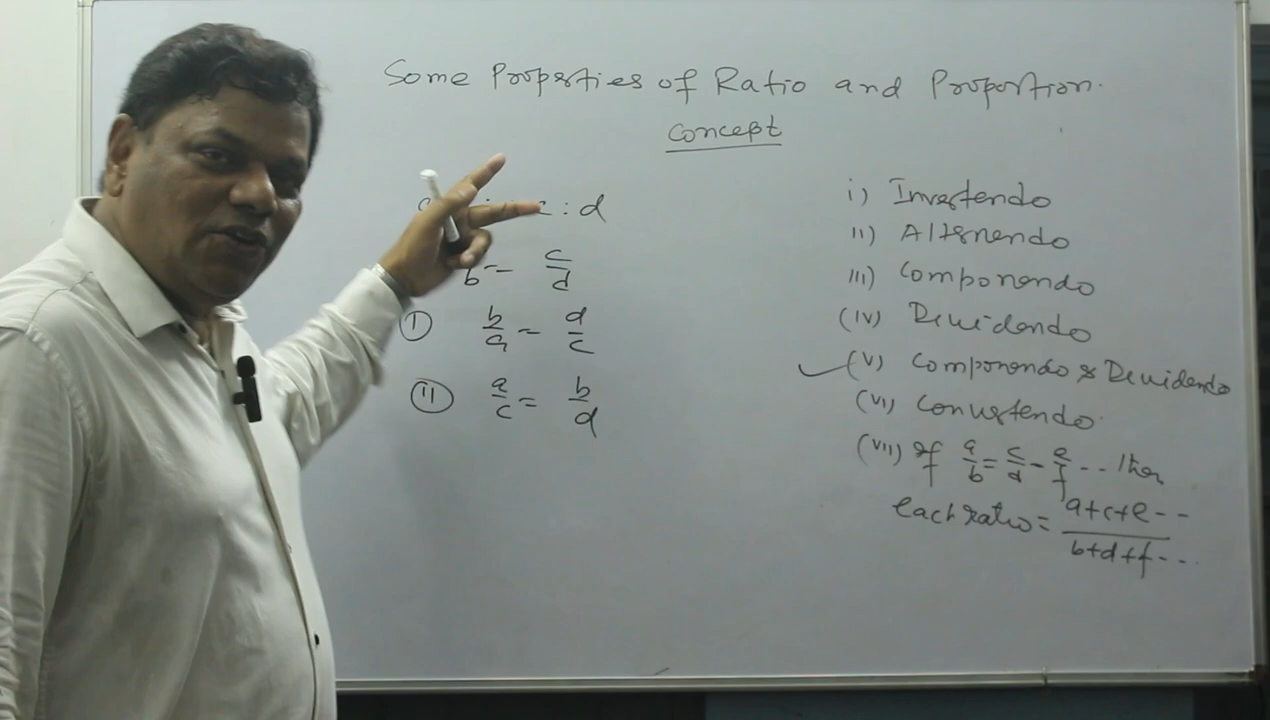 Some Properties of Ratio and Proportion.
Concept
: d
b = c/d
(I) b/a = d/c
(II) a/c = b/d
i) Invertendo
ii) Alternendo
iii) Componendo
(iv) Dividendo
✓(v) Componendo & Dividendo
(vi) Convertendo.
(vii) If a/b = c/d = e/f ... then
each ratio = a+c+e-- / b+d+f--.